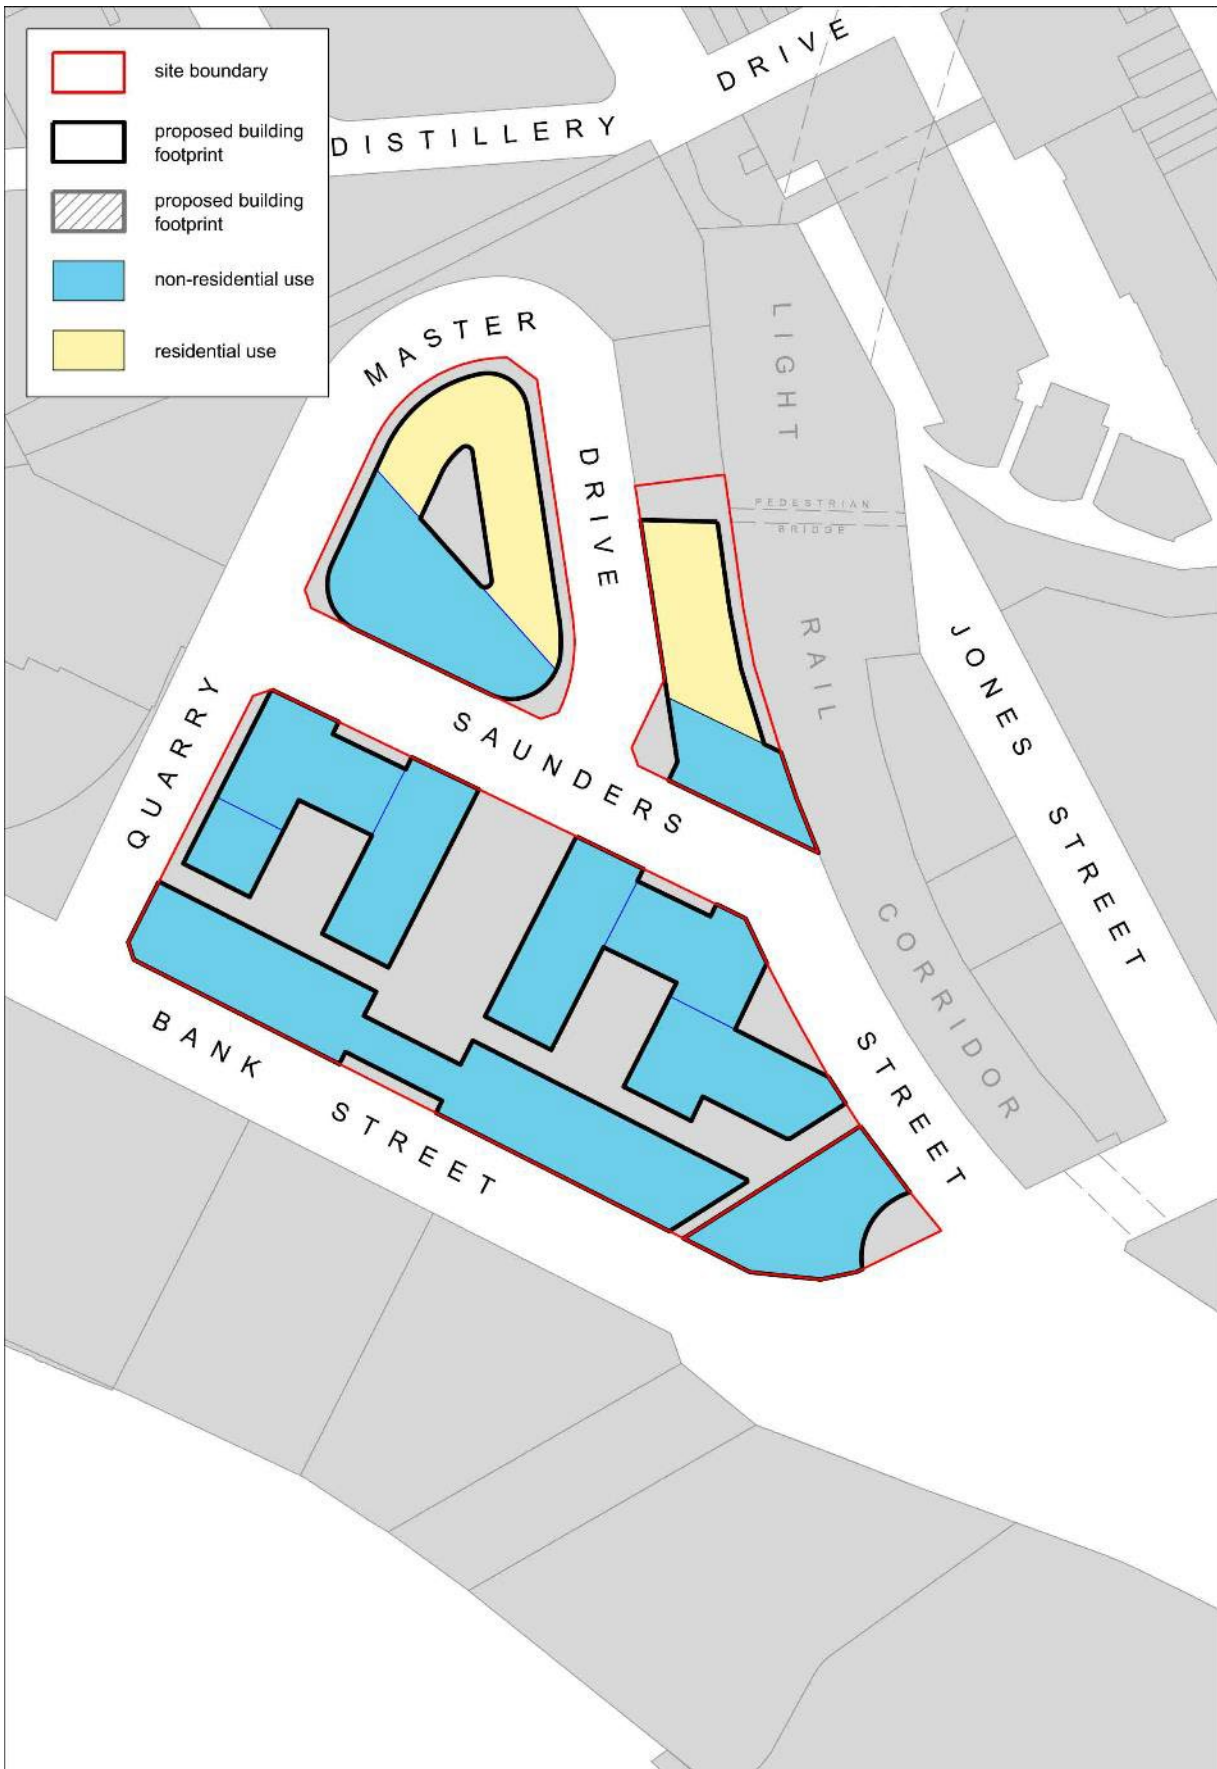 site boundary
proposed building
footprint
proposed building
footprint
non-residential use
residential use
DISTILLERY DRIVE
MASTER
DRIVE
LIGHT
RAIL
CORRIDOR
PEDESTRIAN
BRIDGE
JONES STREET
QUARRY
SAUNDERS
STREET
BANK STREET